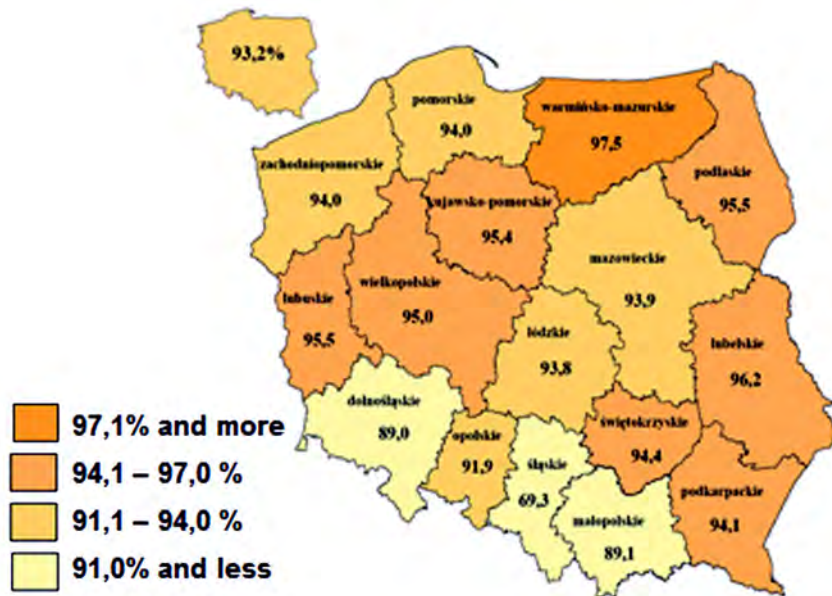 93,2%
pomorskie
94,0
warmińsko-mazurskie
97,5
podlaskie
95,5
zachodniopomorskie
94,0
kujawsko-pomorskie
95,4
mazowieckie
93,9
lubuskie
95,5
wielkopolskie
95,0
łódzkie
93,8
lubelskie
96,2
dolnośląskie
89,0
opolskie
91,9
śląskie
69,3
świętokrzyskie
94,4
małopolskie
89,1
podkarpackie
94,1
97,1% and more
94,1 – 97,0 %
91,1 – 94,0 %
91,0% and less